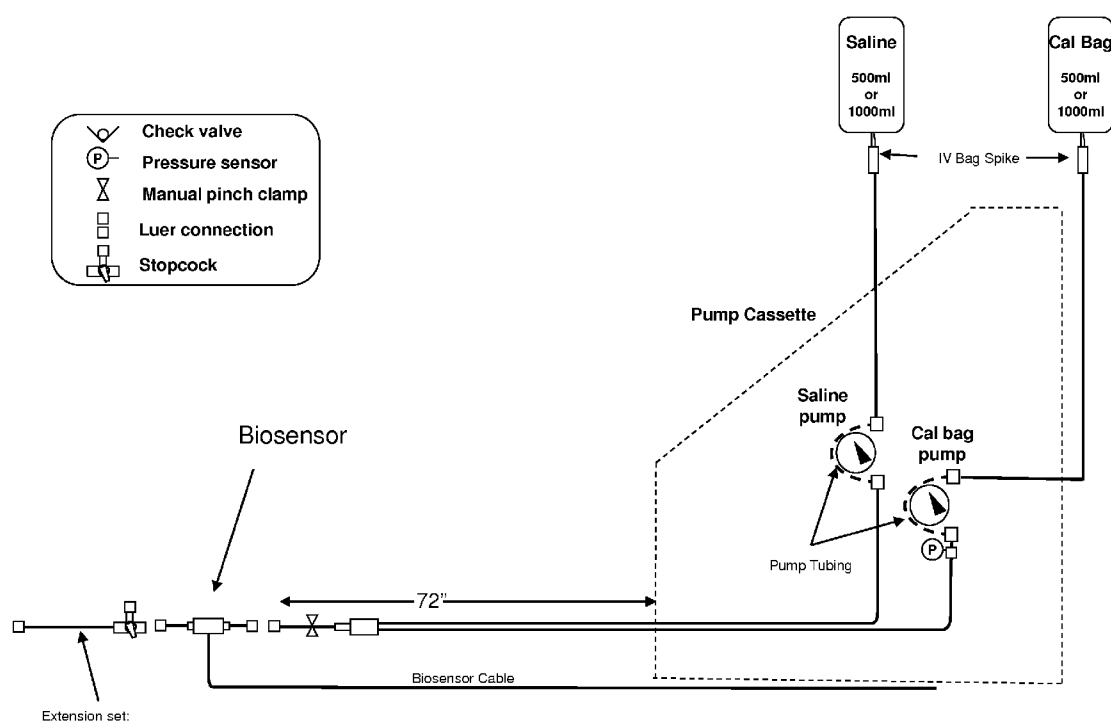 Saline
500ml
or
1000ml
Cal Bag
500ml
or
1000ml
Check valve
P
Pressure sensor
Manual pinch clamp
Luer connection
Stopcock
IV Bag Spike
Pump Cassette
Saline
pump
Cal bag
pump
Biosensor
P
Pump Tubing
72"
Biosensor Cable
Extension set: